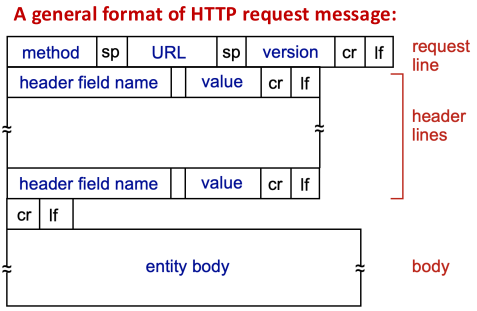 A general format of HTTP request message:
method sp URL sp version cr lf
request
line
header field name value cr lf
header
lines
header field name value cr lf
cr lf
entity body
body